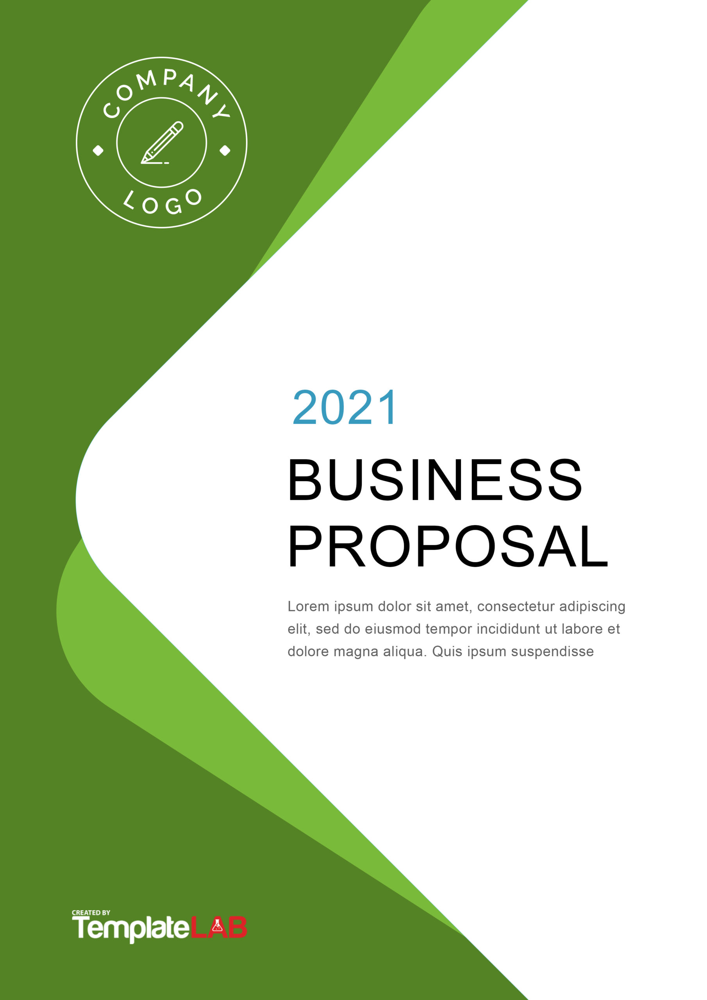 COMPANY
LOGO
2021
BUSINESS
PROPOSAL
Lorem ipsum dolor sit amet, consectetur adipiscing
elit, sed do eiusmod tempor incididunt ut labore et
dolore magna aliqua. Quis ipsum suspendisse
CREATED BY
TemplateLAB